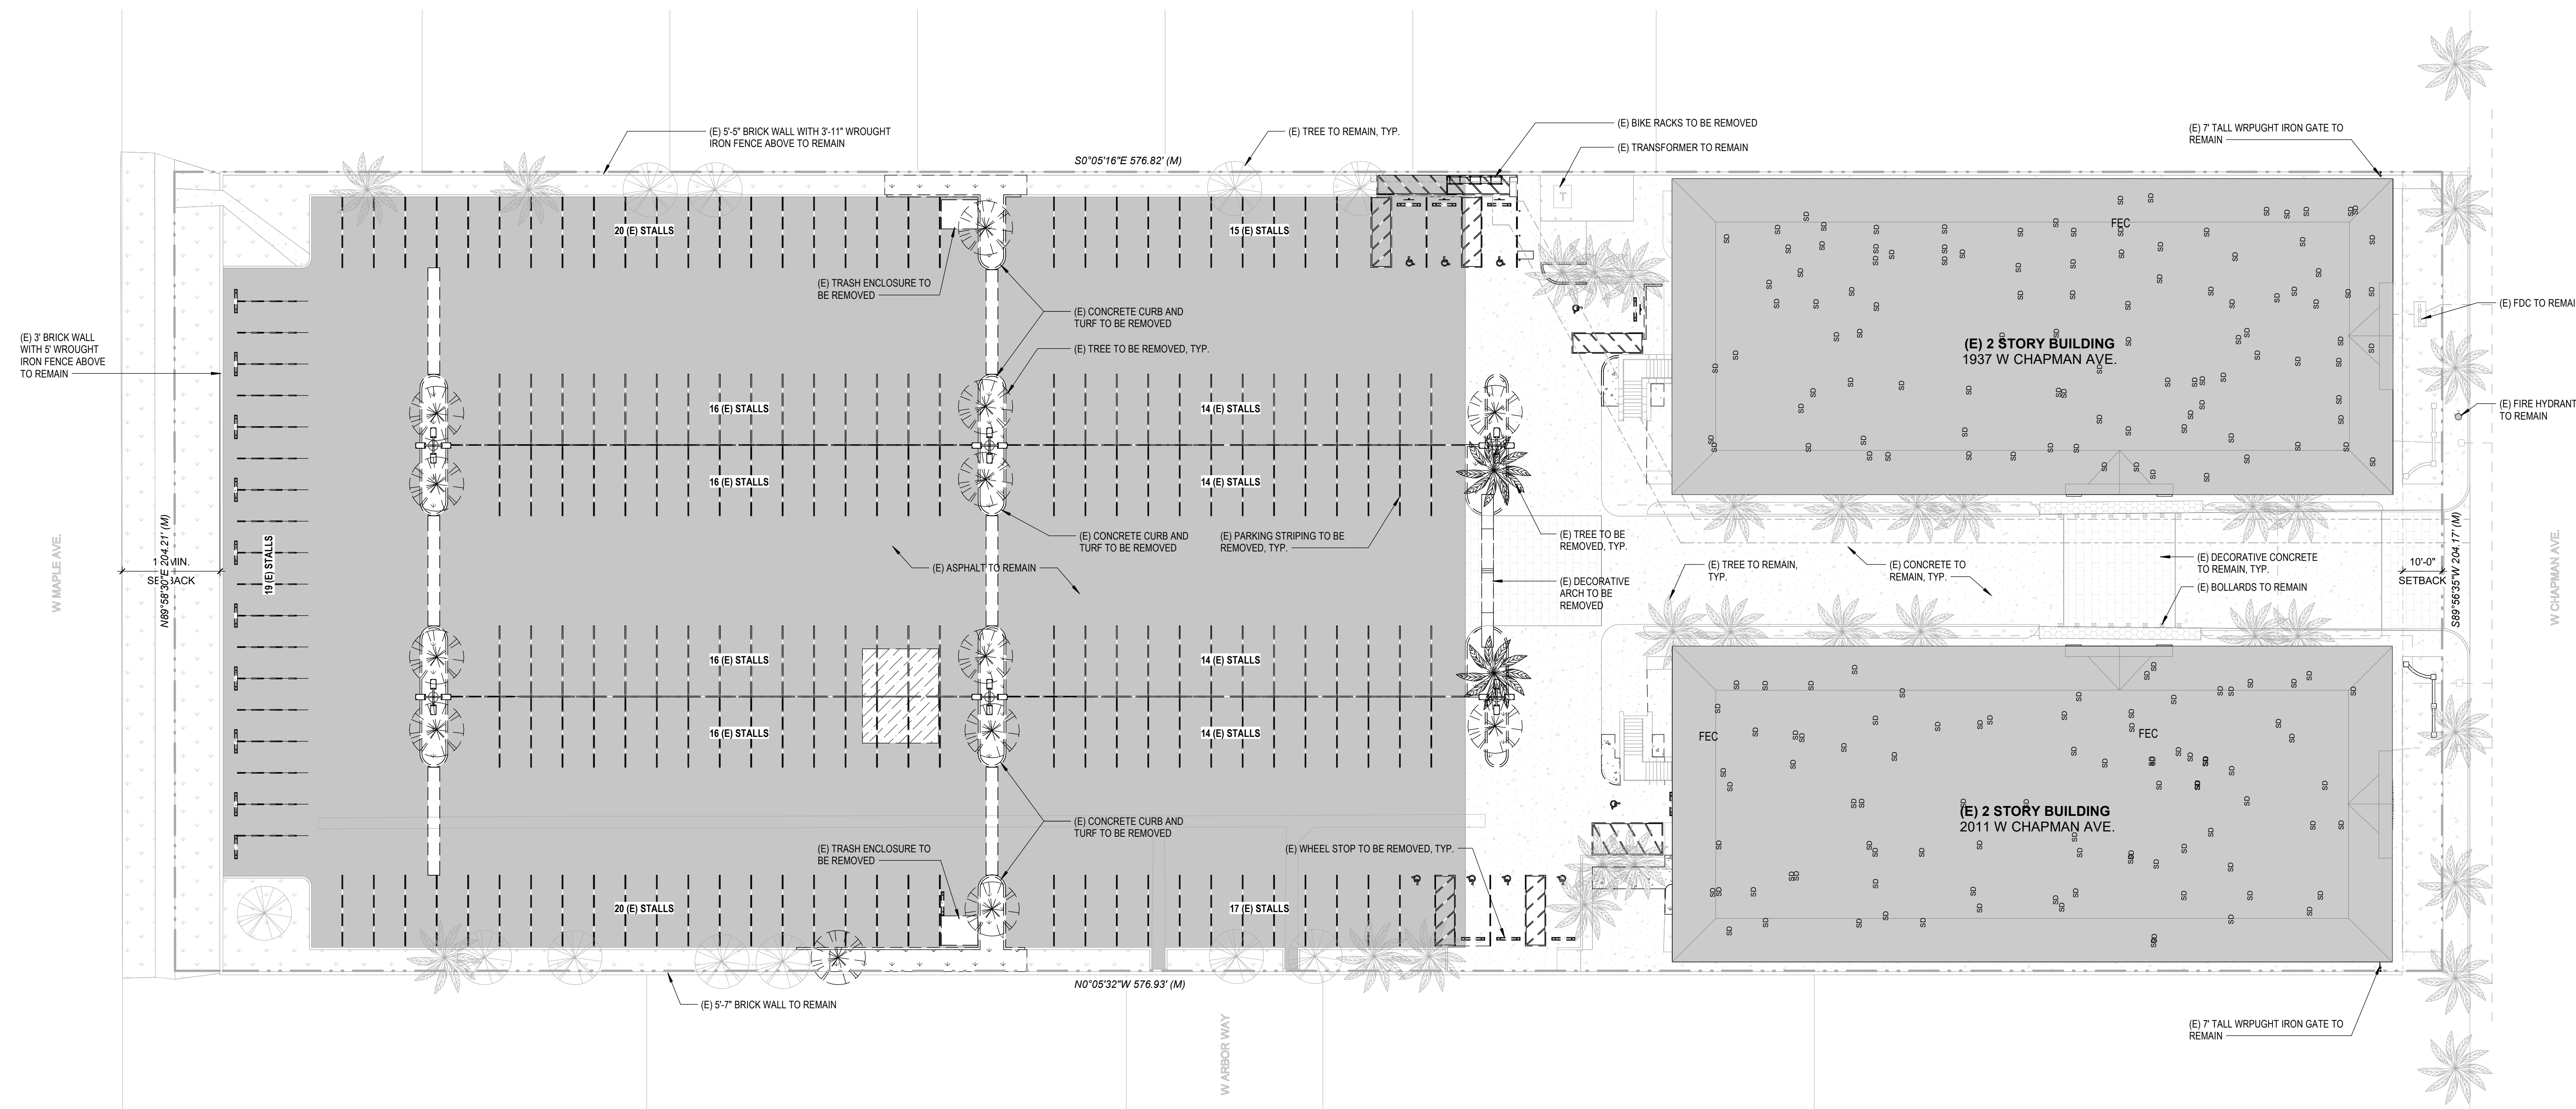 (E) 5'-5" BRICK WALL WITH 3'-11" WROUGHT
IRON FENCE ABOVE TO REMAIN
(E) TREE TO REMAIN, TYP.
(E) BIKE RACKS TO BE REMOVED
(E) TRANSFORMER TO REMAIN
(E) 7' TALL WRPUGHT IRON GATE TO
REMAIN
S0°05'16"E 576.82' (M)
T
20 (E) STALLS
15 (E) STALLS
FEC
(E) TRASH ENCLOSURE TO
BE REMOVED
(E) CONCRETE CURB AND
TURF TO BE REMOVED
(E) FDC TO REMAI
(E) 3' BRICK WALL
WITH 5' WROUGHT
IRON FENCE ABOVE
TO REMAIN
(E) TREE TO BE REMOVED, TYP.
(E) 2 STORY BUILDING
1937 W CHAPMAN AVE.
16 (E) STALLS
14 (E) STALLS
(E) FIRE HYDRANT
TO REMAIN
16 (E) STALLS
14 (E) STALLS
(E) CONCRETE CURB AND
TURF TO BE REMOVED
(E) PARKING STRIPING TO BE
REMOVED, TYP.
(E) TREE TO BE
REMOVED, TYP.
(E) ASPHALT TO REMAIN
(E) DECORATIVE
ARCH TO BE
REMOVED
(E) TREE TO REMAIN,
TYP.
(E) CONCRETE TO
REMAIN, TYP.
(E) DECORATIVE CONCRETE
TO REMAIN, TYP.
(E) BOLLARDS TO REMAIN
10'-0"
SETBACK
MIN.
W MAPLE AVE.
N89°58'30"E 204.21' (M)
19 (E) STALLS
S89°56'35"W 204.17' (M)
W CHAPMAN AVE.
16 (E) STALLS
14 (E) STALLS
16 (E) STALLS
14 (E) STALLS
FEC
FEC
(E) 2 STORY BUILDING
2011 W CHAPMAN AVE.
(E) CONCRETE CURB AND
TURF TO BE REMOVED
(E) TRASH ENCLOSURE TO
BE REMOVED
(E) WHEEL STOP TO BE REMOVED, TYP.
20 (E) STALLS
17 (E) STALLS
N0°05'32"W 576.93' (M)
(E) 5'-7" BRICK WALL TO REMAIN
W ARBOR WAY
(E) 7' TALL WRPUGHT IRON GATE TO
REMAIN